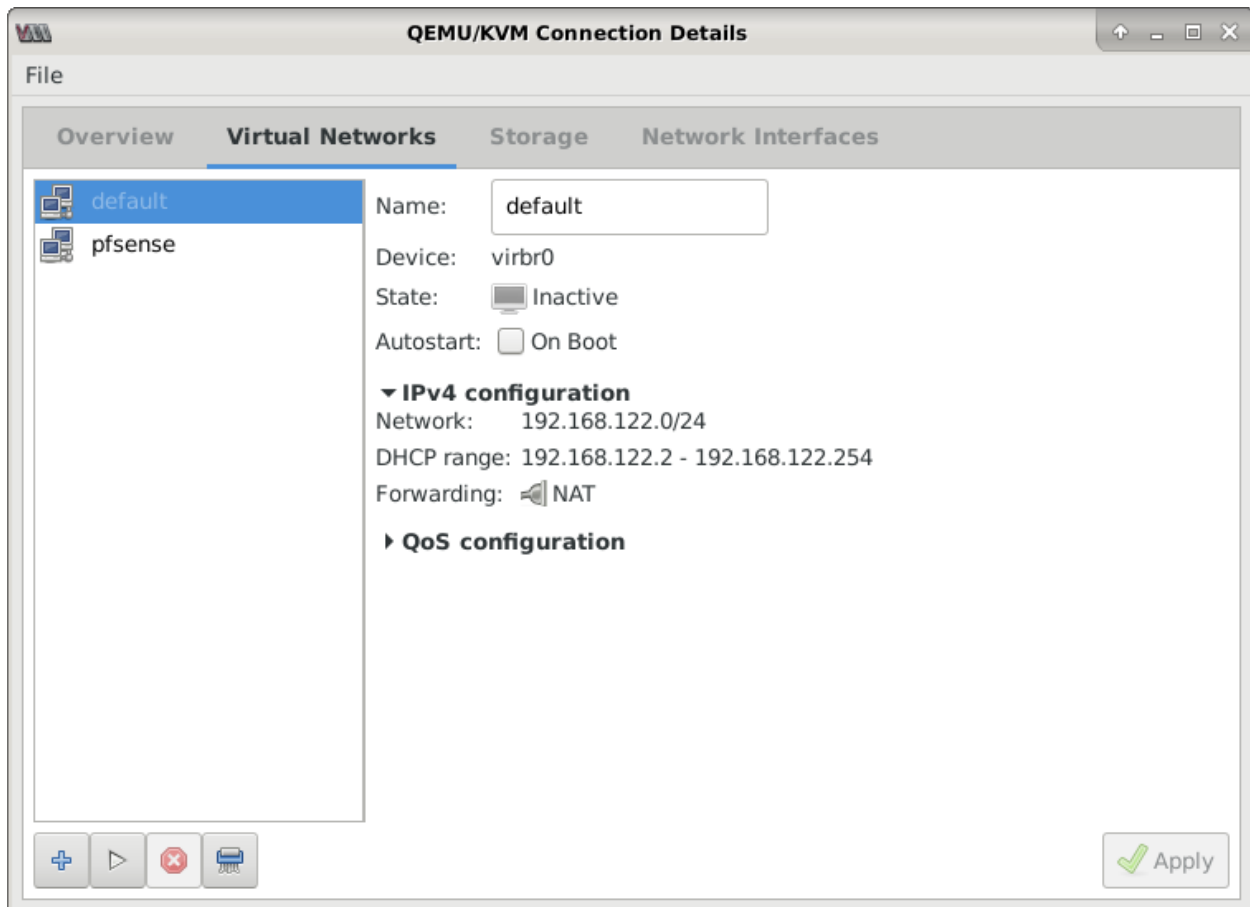 QEMU/KVM Connection Details
File
Overview Virtual Networks Storage Network Interfaces
default
pfsense
Name: default
Device: virbr0
State: Inactive
Autostart: On Boot
IPv4 configuration
Network: 192.168.122.0/24
DHCP range: 192.168.122.2 - 192.168.122.254
Forwarding: NAT
QoS configuration
Apply